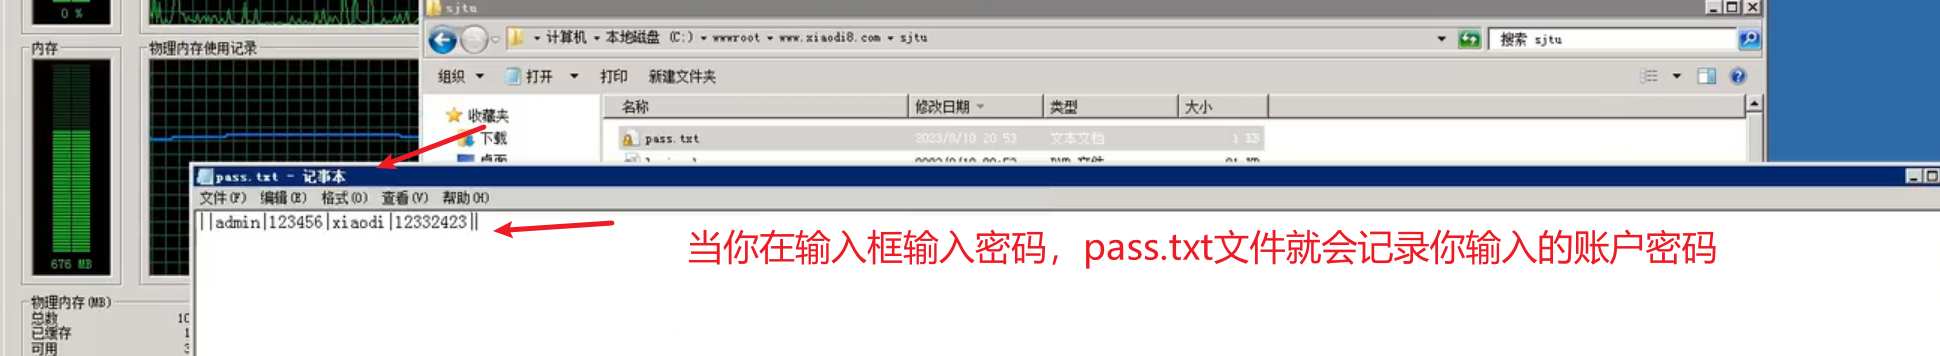 sjtu
0 %
计算机 本地磁盘 (C:) wwwroot www.xiaodi8.com sjtu
搜索 sjtu
内存
物理内存使用记录
组织 打开 打印 新建文件夹
名称 修改日期 类型 大小
收藏夹
下载
pass.txt 2023/8/10 20:53 文本文档 1 KB
桌面
pass.txt - 记事本
文件(F) 编辑(E) 格式(O) 查看(V) 帮助(H)
||admin|123456|xiaodi|12332423||
当你在输入框输入密码，pass.txt文件就会记录你输入的账户密码
676 MB
物理内存(MB)
总数
已缓存
可用